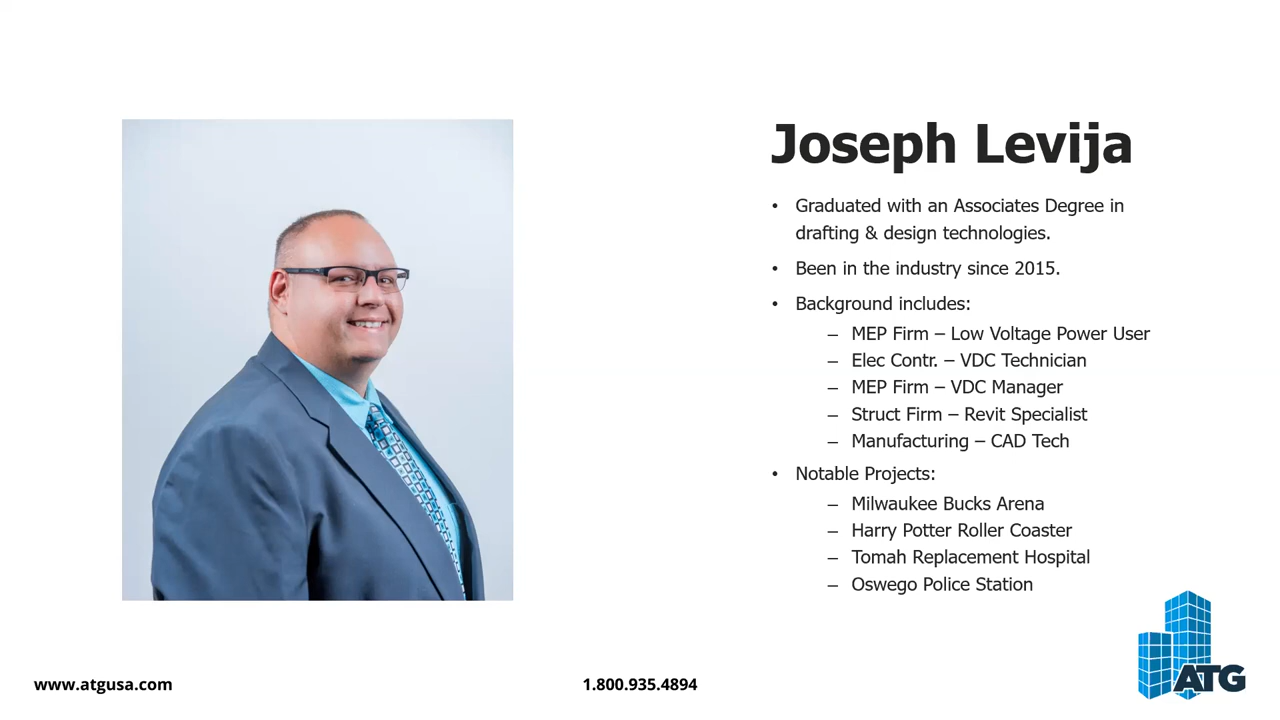 Joseph Levija
• Graduated with an Associates Degree in
drafting & design technologies.
• Been in the industry since 2015.
• Background includes:
– MEP Firm – Low Voltage Power User
– Elec Contr. – VDC Technician
– MEP Firm – VDC Manager
– Struct Firm – Revit Specialist
– Manufacturing – CAD Tech
• Notable Projects:
– Milwaukee Bucks Arena
– Harry Potter Roller Coaster
– Tomah Replacement Hospital
– Oswego Police Station
www.atgusa.com
1.800.935.4894
ATG